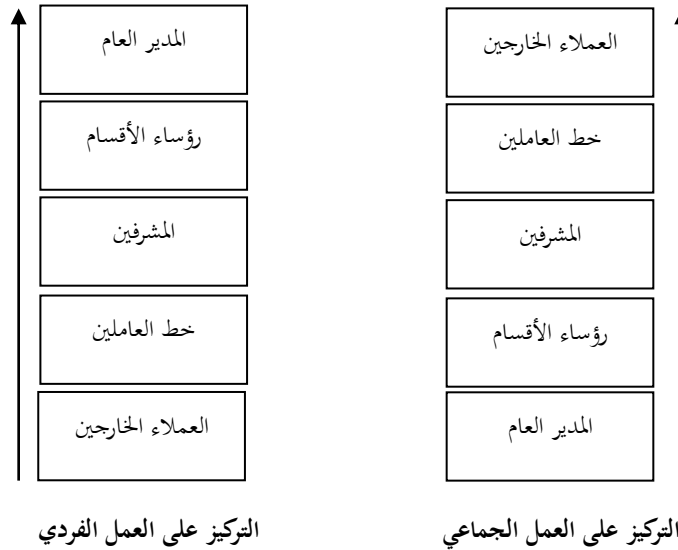 العملاء الخارجين
خط العاملين
المشرفين
رؤساء الأقسام
المدير العام
التركيز على العمل الجماعي
المدير العام
رؤساء الأقسام
المشرفين
خط العاملين
العملاء الخارجين
التركيز على العمل الفردي